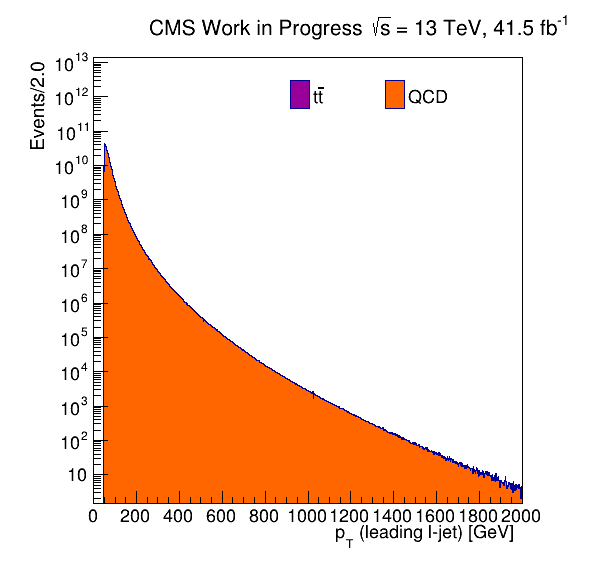 CMS Work in Progress √s = 13 TeV, 41.5 fb⁻¹
Events/2.0
10¹³
10¹²
10¹¹
10¹⁰
10⁹
10⁸
10⁷
10⁶
10⁵
10⁴
10³
10²
10
tt̄ QCD
0 200 400 600 800 1000 1200 1400 1600 1800 2000
p_T (leading l-jet) [GeV]